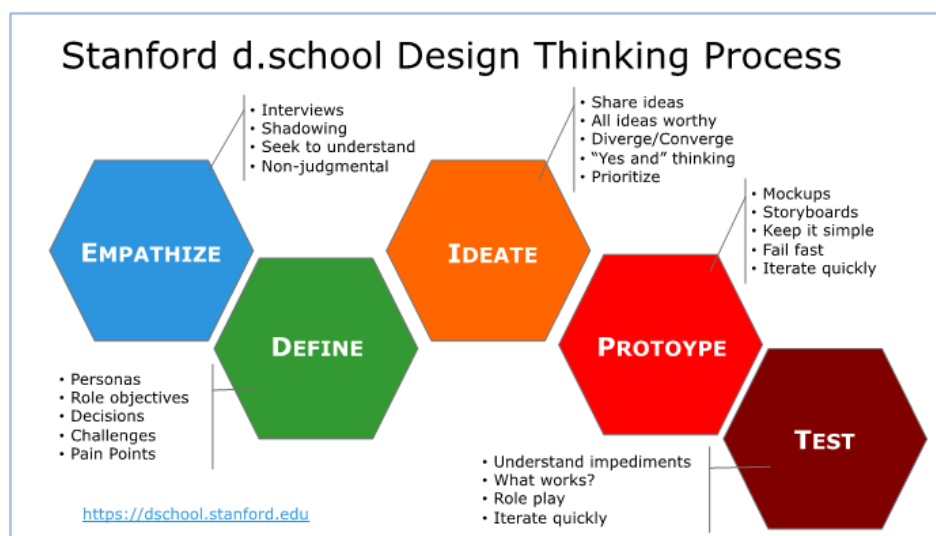 Stanford d.school Design Thinking Process
• Interviews
• Shadowing
• Seek to understand
• Non-judgmental
• Share ideas
• All ideas worthy
• Diverge/Converge
• “Yes and” thinking
• Prioritize
• Mockups
• Storyboards
• Keep it simple
• Fail fast
• Iterate quickly
EMPATHIZE
IDEATE
DEFINE
PROTOYPE
TEST
• Personas
• Role objectives
• Decisions
• Challenges
• Pain Points
• Understand impediments
• What works?
• Role play
• Iterate quickly
https://dschool.stanford.edu